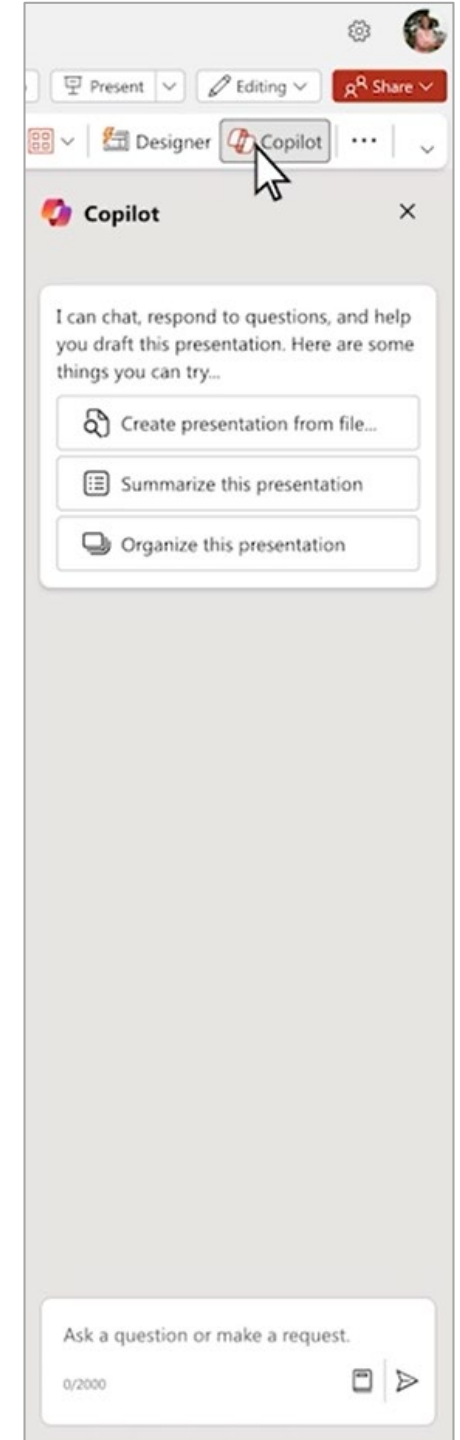 Present
Editing
Share
Designer
Copilot
Copilot
I can chat, respond to questions, and help
you draft this presentation. Here are some
things you can try...
Create presentation from file...
Summarize this presentation
Organize this presentation
Ask a question or make a request.
0/2000